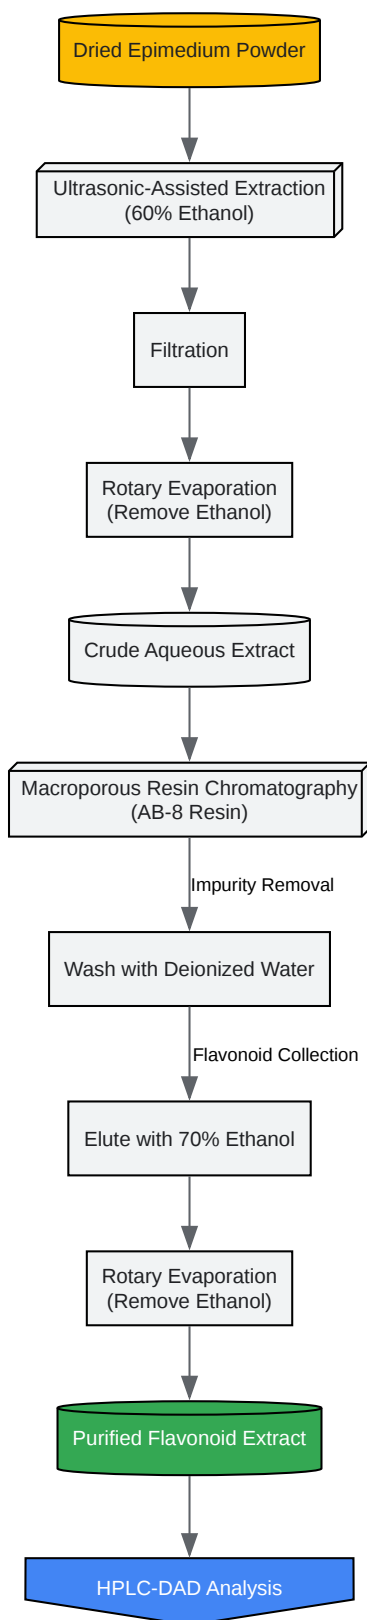 Dried Epimedium Powder
Ultrasonic-Assisted Extraction
(60% Ethanol)
Filtration
Rotary Evaporation
(Remove Ethanol)
Crude Aqueous Extract
Macroporous Resin Chromatography
(AB-8 Resin)
Impurity Removal
Wash with Deionized Water
Flavonoid Collection
Elute with 70% Ethanol
Rotary Evaporation
(Remove Ethanol)
Purified Flavonoid Extract
HPLC-DAD Analysis